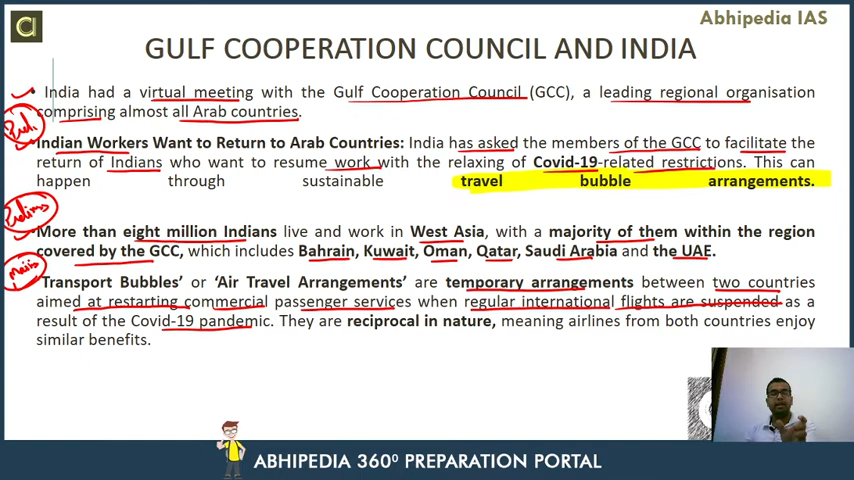 Abhipedia IAS
a
GULF COOPERATION COUNCIL AND INDIA
• India had a virtual meeting with the Gulf Cooperation Council (GCC), a leading regional organisation
comprising almost all Arab countries.
Indian Workers Want to Return to Arab Countries: India has asked the members of the GCC to facilitate the
return of Indians who want to resume work with the relaxing of Covid-19-related restrictions. This can
happen through sustainable travel bubble arrangements.
More than eight million Indians live and work in West Asia, with a majority of them within the region
covered by the GCC, which includes Bahrain, Kuwait, Oman, Qatar, Saudi Arabia and the UAE.
'Transport Bubbles' or 'Air Travel Arrangements' are temporary arrangements between two countries
aimed at restarting commercial passenger services when regular international flights are suspended as a
result of the Covid-19 pandemic. They are reciprocal in nature, meaning airlines from both countries enjoy
similar benefits.
ABHIPEDIA 360⁰ PREPARATION PORTAL